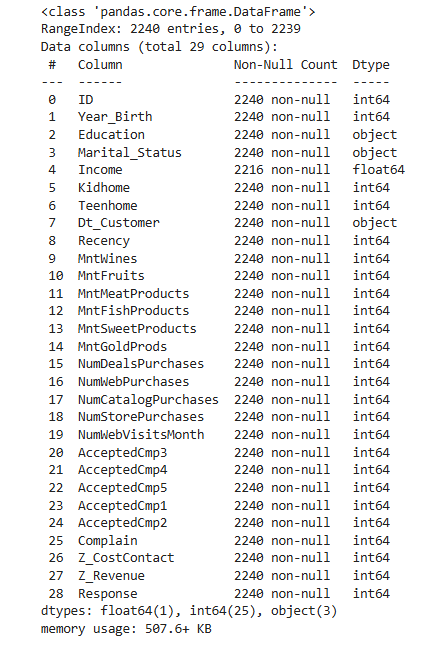 <class 'pandas.core.frame.DataFrame'>
RangeIndex: 2240 entries, 0 to 2239
Data columns (total 29 columns):
 #   Column               Non-Null Count  Dtype
---  ------               --------------  -----
 0   ID                   2240 non-null   int64
 1   Year_Birth           2240 non-null   int64
 2   Education            2240 non-null   object
 3   Marital_Status       2240 non-null   object
 4   Income               2216 non-null   float64
 5   Kidhome              2240 non-null   int64
 6   Teenhome             2240 non-null   int64
 7   Dt_Customer          2240 non-null   object
 8   Recency              2240 non-null   int64
 9   MntWines             2240 non-null   int64
 10  MntFruits            2240 non-null   int64
 11  MntMeatProducts      2240 non-null   int64
 12  MntFishProducts      2240 non-null   int64
 13  MntSweetProducts     2240 non-null   int64
 14  MntGoldProds         2240 non-null   int64
 15  NumDealsPurchases    2240 non-null   int64
 16  NumWebPurchases      2240 non-null   int64
 17  NumCatalogPurchases  2240 non-null   int64
 18  NumStorePurchases    2240 non-null   int64
 19  NumWebVisitsMonth    2240 non-null   int64
 20  AcceptedCmp3         2240 non-null   int64
 21  AcceptedCmp4         2240 non-null   int64
 22  AcceptedCmp5         2240 non-null   int64
 23  AcceptedCmp1         2240 non-null   int64
 24  AcceptedCmp2         2240 non-null   int64
 25  Complain             2240 non-null   int64
 26  Z_CostContact        2240 non-null   int64
 27  Z_Revenue            2240 non-null   int64
 28  Response             2240 non-null   int64
dtypes: float64(1), int64(25), object(3)
memory usage: 507.6+ KB